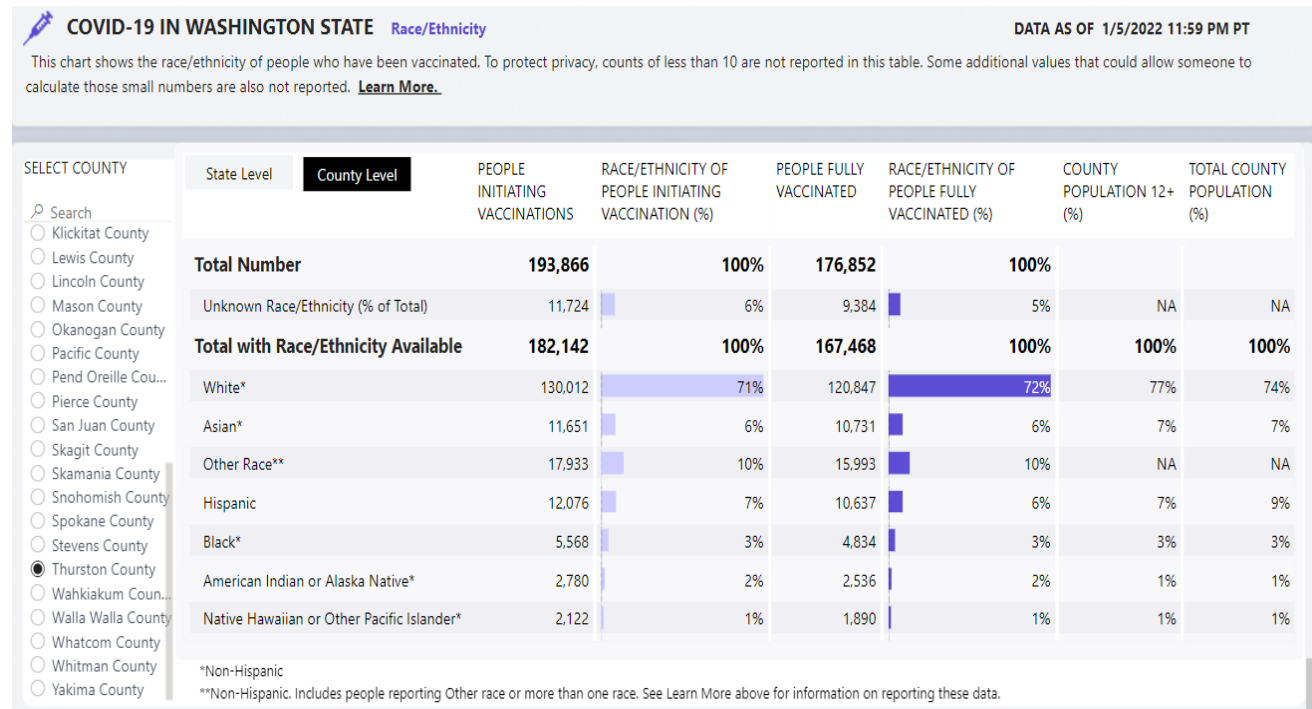 COVID-19 IN WASHINGTON STATE Race/Ethnicity DATA AS OF 1/5/2022 11:59 PM PT
This chart shows the race/ethnicity of people who have been vaccinated. To protect privacy, counts of less than 10 are not reported in this table. Some additional values that could allow someone to
calculate those small numbers are also not reported. Learn More.
SELECT COUNTY
Search
Klickitat County
Lewis County
Lincoln County
Mason County
Okanogan County
Pacific County
Pend Oreille Cou...
Pierce County
San Juan County
Skagit County
Skamania County
Snohomish County
Spokane County
Stevens County
Thurston County
Wahkiakum Coun...
Walla Walla County
Whatcom County
Whitman County
Yakima County
State Level County Level
PEOPLE
INITIATING
VACCINATIONS
RACE/ETHNICITY OF
PEOPLE INITIATING
VACCINATION (%)
PEOPLE FULLY
VACCINATED
RACE/ETHNICITY OF
PEOPLE FULLY
VACCINATED (%)
COUNTY
POPULATION 12+
(%)
TOTAL COUNTY
POPULATION
(%)
Total Number 193,866 100% 176,852 100%
Unknown Race/Ethnicity (% of Total) 11,724 6% 9,384 5% NA NA
Total with Race/Ethnicity Available 182,142 100% 167,468 100% 100% 100%
White* 130,012 71% 120,847 72% 77% 74%
Asian* 11,651 6% 10,731 6% 7% 7%
Other Race** 17,933 10% 15,993 10% NA NA
Hispanic 12,076 7% 10,637 6% 7% 9%
Black* 5,568 3% 4,834 3% 3% 3%
American Indian or Alaska Native* 2,780 2% 2,536 2% 1% 1%
Native Hawaiian or Other Pacific Islander* 2,122 1% 1,890 1% 1% 1%
*Non-Hispanic
**Non-Hispanic. Includes people reporting Other race or more than one race. See Learn More above for information on reporting these data.